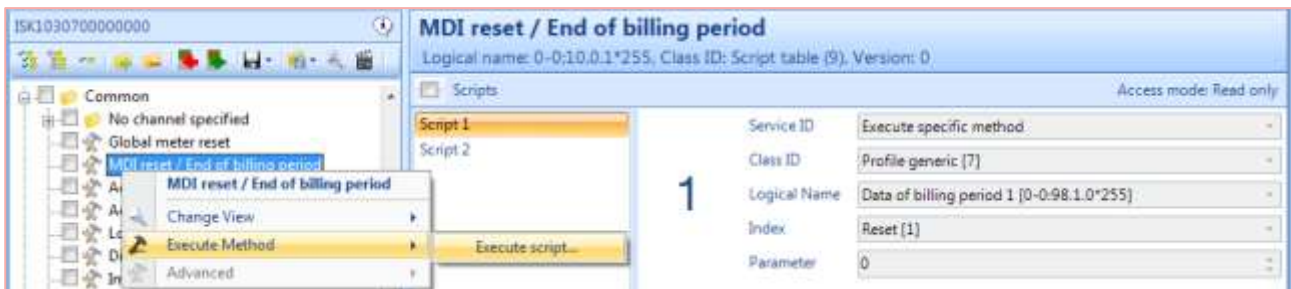 ISK1030700000000
Common
No channel specified
Global meter reset
MDI reset / End of billing period
A
A
Lo
Di
In
MDI reset / End of billing period
Change View
Execute Method
Advanced
Execute script...
MDI reset / End of billing period
Logical name: 0-0:10.0.1*255, Class ID: Script table (9), Version: 0
Scripts Access mode: Read only
Script 1
Script 2
1
Service ID Execute specific method
Class ID Profile generic [7]
Logical Name Data of billing period 1 [0-0:98.1.0*255]
Index Reset [1]
Parameter 0